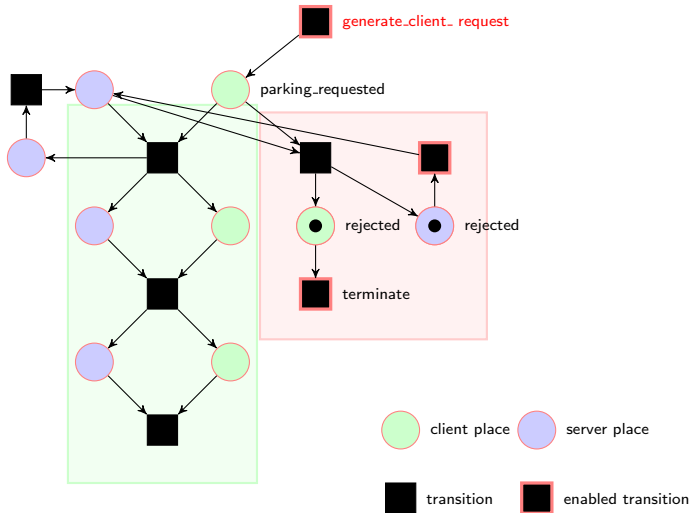 generate_client_ request
parking_requested
rejected
rejected
terminate
client place
server place
transition
enabled transition